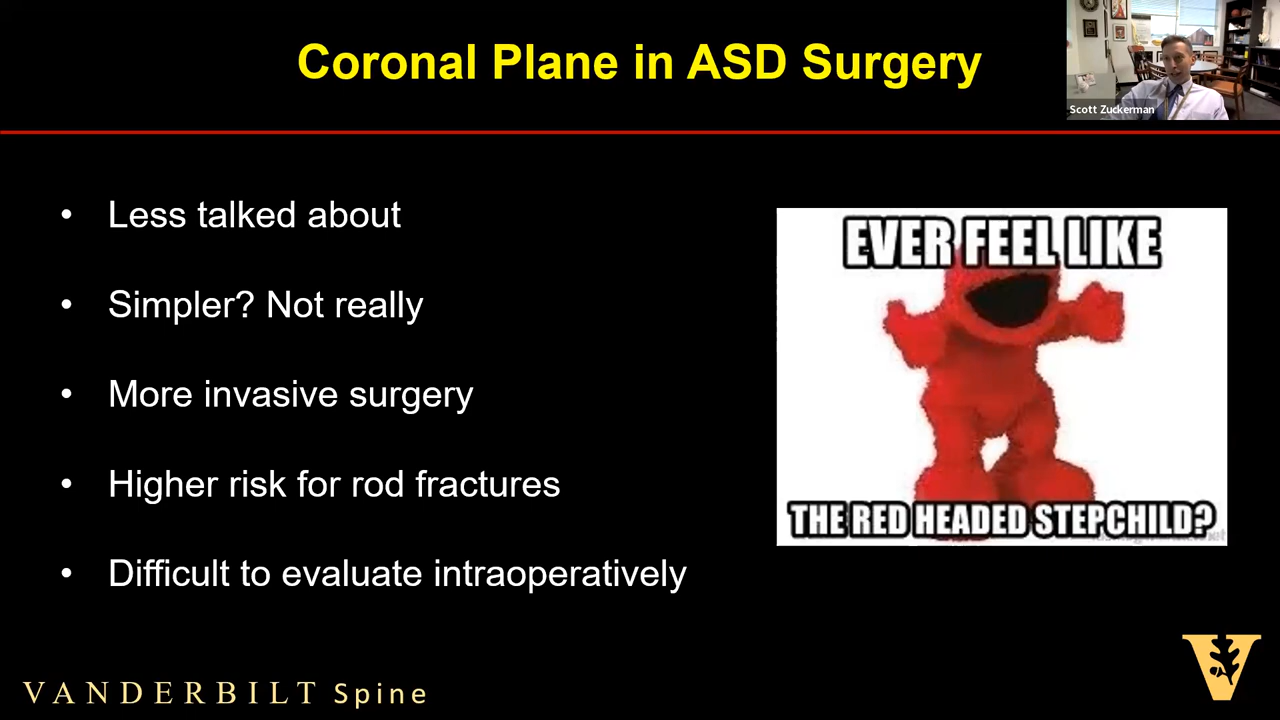 Coronal Plane in ASD Surgery
Scott Zuckerman
• Less talked about
• Simpler? Not really
• More invasive surgery
• Higher risk for rod fractures
• Difficult to evaluate intraoperatively
EVER FEEL LIKE
THE RED HEADED STEPCHILD?
VANDERBILT Spine
V